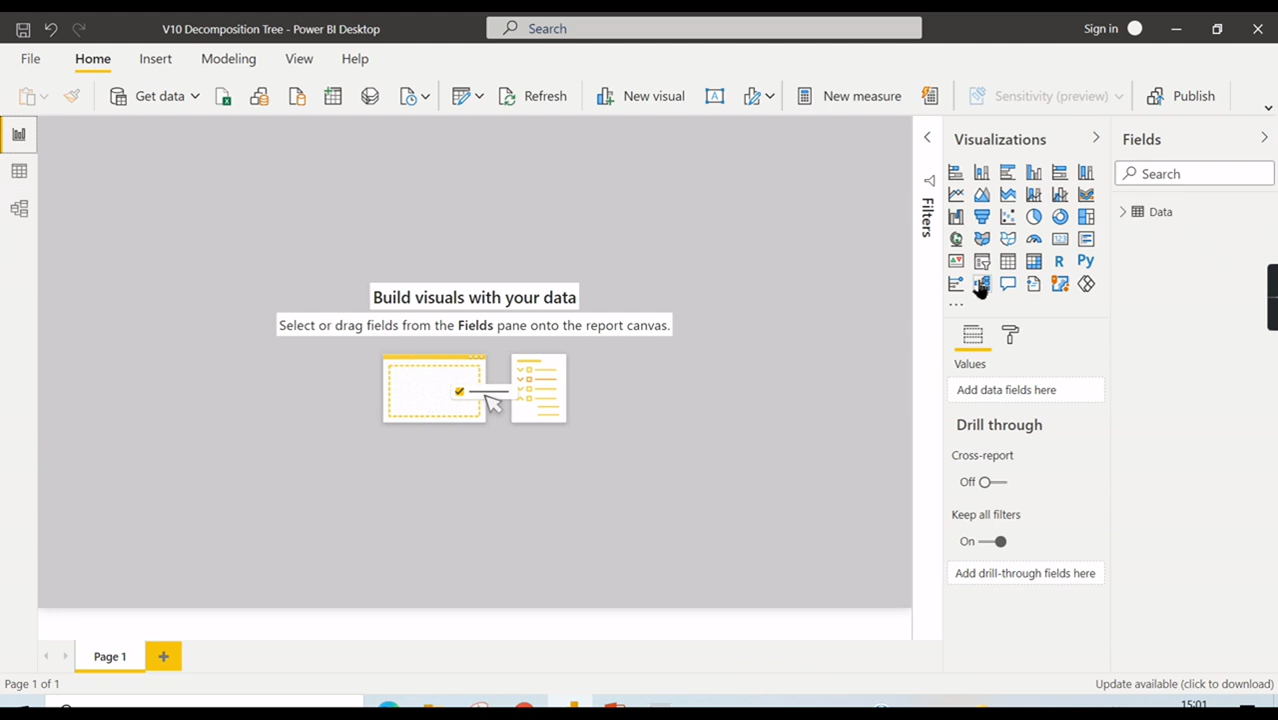 V10 Decomposition Tree - Power BI Desktop
Search
Sign in
File
Home
Insert
Modeling
View
Help
Get data
Refresh
New visual
New measure
Sensitivity (preview)
Publish
Visualizations
Fields
Search
Data
Filters
R
Py
123
A
Build visuals with your data
Select or drag fields from the Fields pane onto the report canvas.
Values
Add data fields here
Drill through
Cross-report
Off
Keep all filters
On
Add drill-through fields here
Page 1
Page 1 of 1
Update available (click to download)
15:01